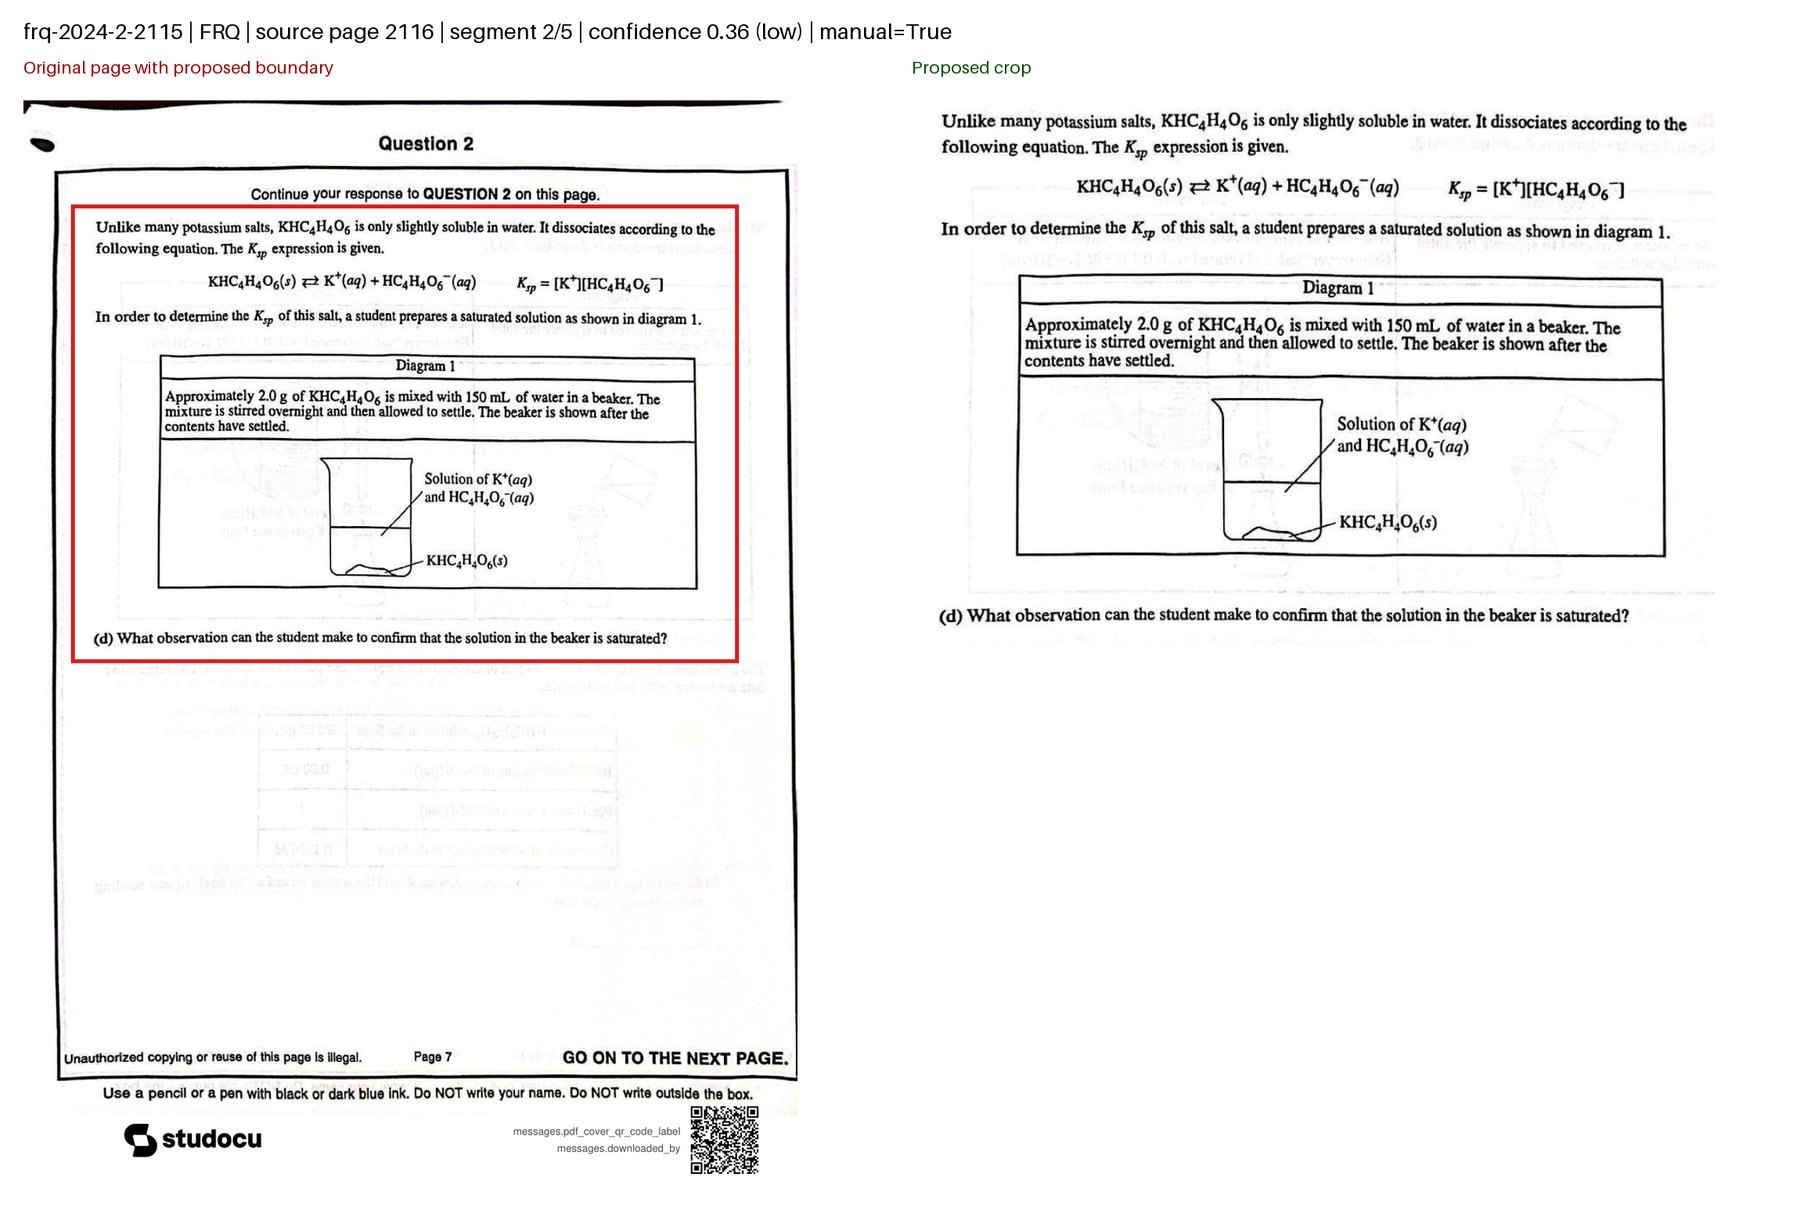 frq-2024-2-2115 | FRQ | source page 2116 | segment 2/5 | confidence 0.36 (low) | manual=True
Original page with proposed boundary
Question 2
Continue your response to QUESTION 2 on this page.
Unlike many potassium salts, KHC₄H₄O₆ is only slightly soluble in water. It dissociates according to the
following equation. The Kₛₚ expression is given.
KHC₄H₄O₆(s) ⇄ K⁺(aq) + HC₄H₄O₆⁻(aq) Kₛₚ = [K⁺][HC₄H₄O₆⁻]
In order to determine the Kₛₚ of this salt, a student prepares a saturated solution as shown in diagram 1.
Diagram 1
Approximately 2.0 g of KHC₄H₄O₆ is mixed with 150 mL of water in a beaker. The
mixture is stirred overnight and then allowed to settle. The beaker is shown after the
contents have settled.
Solution of K⁺(aq)
and HC₄H₄O₆⁻(aq)
KHC₄H₄O₆(s)
(d) What observation can the student make to confirm that the solution in the beaker is saturated?
Unauthorized copying or reuse of this page is illegal. Page 7 GO ON TO THE NEXT PAGE.
Use a pencil or a pen with black or dark blue ink. Do NOT write your name. Do NOT write outside the box.
studocu
messages.pdf_cover_qr_code_label
messages.downloaded_by
Proposed crop
Unlike many potassium salts, KHC₄H₄O₆ is only slightly soluble in water. It dissociates according to the
following equation. The Kₛₚ expression is given.
KHC₄H₄O₆(s) ⇄ K⁺(aq) + HC₄H₄O₆⁻(aq) Kₛₚ = [K⁺][HC₄H₄O₆⁻]
In order to determine the Kₛₚ of this salt, a student prepares a saturated solution as shown in diagram 1.
Diagram 1
Approximately 2.0 g of KHC₄H₄O₆ is mixed with 150 mL of water in a beaker. The
mixture is stirred overnight and then allowed to settle. The beaker is shown after the
contents have settled.
Solution of K⁺(aq)
and HC₄H₄O₆⁻(aq)
KHC₄H₄O₆(s)
(d) What observation can the student make to confirm that the solution in the beaker is saturated?